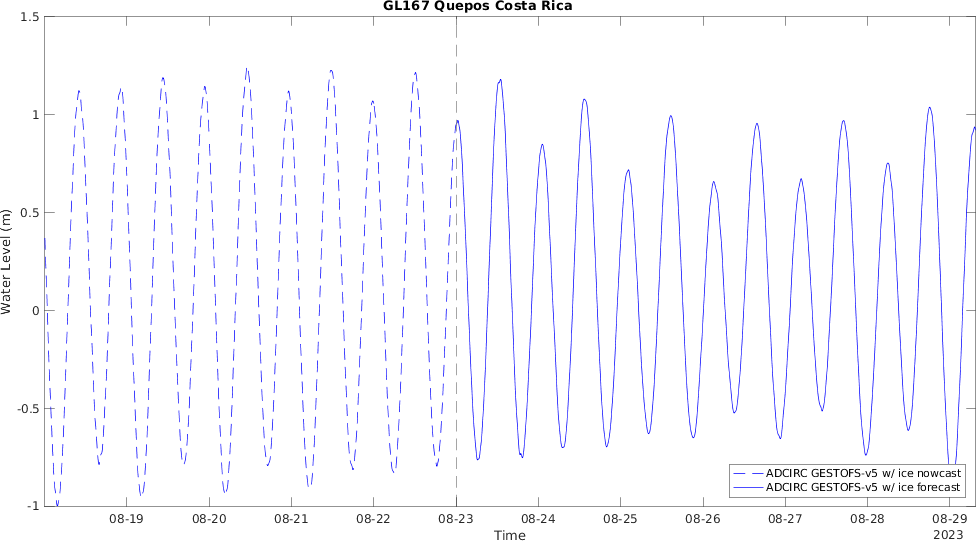 GL167 Quepos Costa Rica
Water Level (m)
1.5
1
0.5
0
-0.5
-1
08-19 08-20 08-21 08-22 08-23 08-24 08-25 08-26 08-27 08-28 08-29
Time
2023
ADCIRC GESTOFS-v5 w/ ice nowcast
ADCIRC GESTOFS-v5 w/ ice forecast